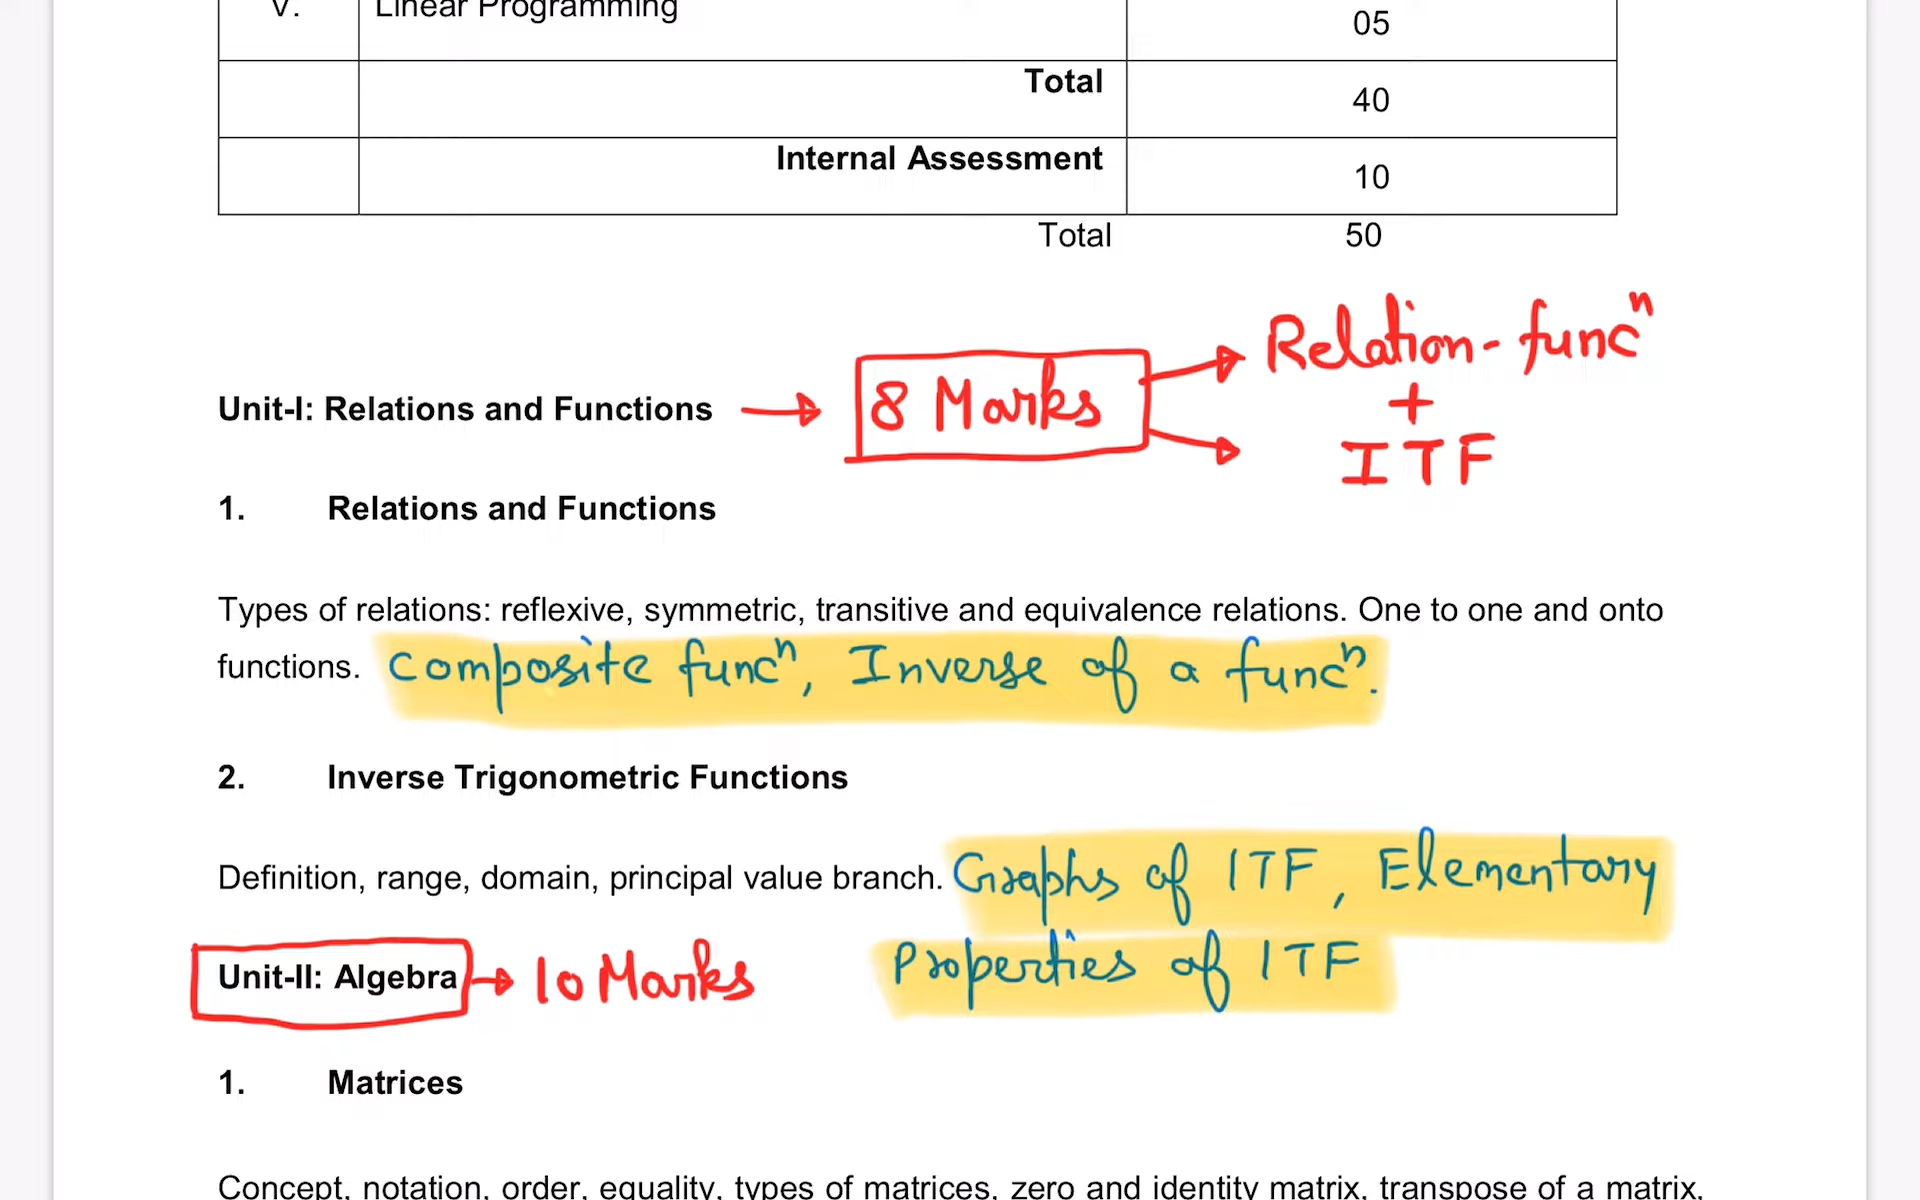 V. Linear Programming 05
Total 40
Internal Assessment 10
Total 50
Relation-funcⁿ
Unit-I: Relations and Functions → 8 Marks +
ITF
1. Relations and Functions
Types of relations: reflexive, symmetric, transitive and equivalence relations. One to one and onto
functions. Composite funcⁿ, Inverse of a funcⁿ.
2. Inverse Trigonometric Functions
Definition, range, domain, principal value branch. Graphs of ITF, Elementary
Properties of ITF
Unit-II: Algebra → 10 Marks
1. Matrices
Concept, notation, order, equality, types of matrices, zero and identity matrix, transpose of a matrix,